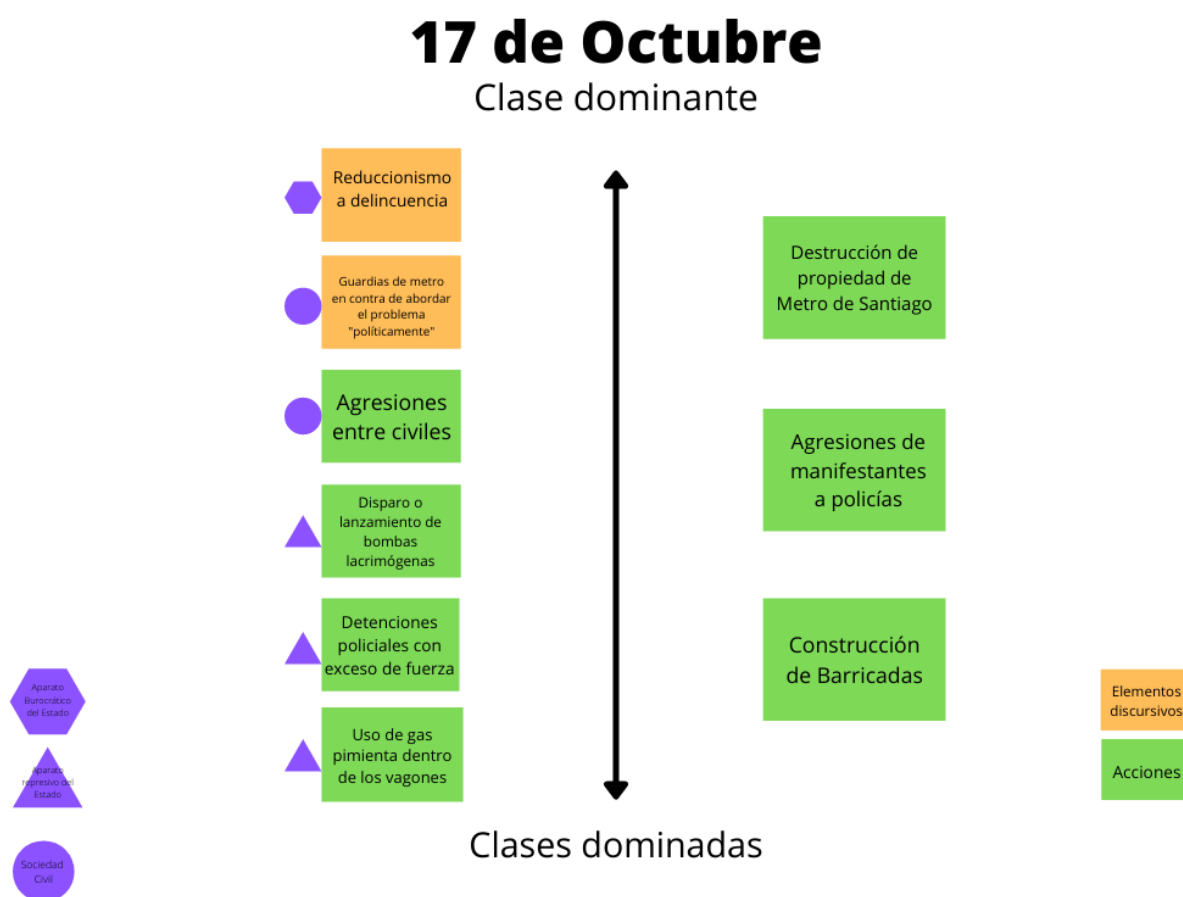 17 de Octubre
Clase dominante
Reduccionismo
a delincuencia
Guardias de metro
en contra de abordar
el problema
"políticamente"
Agresiones
entre civiles
Disparo o
lanzamiento de
bombas
lacrimógenas
Detenciones
policiales con
exceso de fuerza
Uso de gas
pimienta dentro
de los vagones
Destrucción de
propiedad de
Metro de Santiago
Agresiones de
manifestantes
a policías
Construcción
de Barricadas
Clases dominadas
Aparato
Burocrático
del Estado
Aparato
represivo del
Estado
Sociedad
Civil
Elementos
discursivos
Acciones